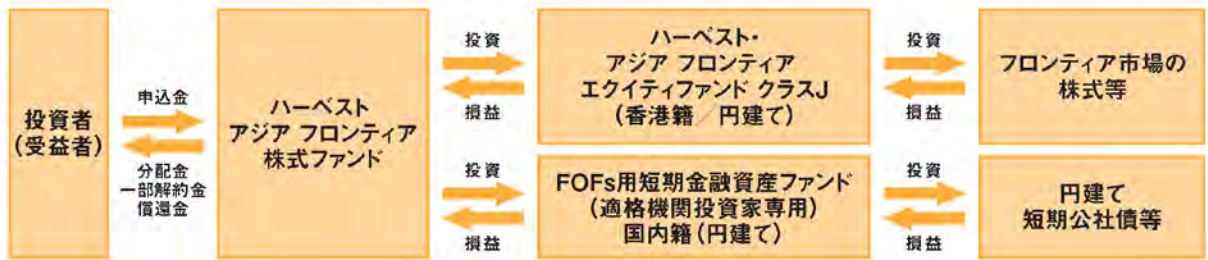 投資者
(受益者)
申込金
分配金
一部解約金
償還金
ハーベスト
アジア フロンティア
株式ファンド
投資
損益
ハーベスト・
アジア フロンティア
エクイティファンド クラスJ
(香港籍／円建て)
投資
損益
フロンティア市場の
株式等
投資
損益
FOFs用短期金融資産ファンド
(適格機関投資家専用)
国内籍(円建て)
投資
損益
円建て
短期公社債等